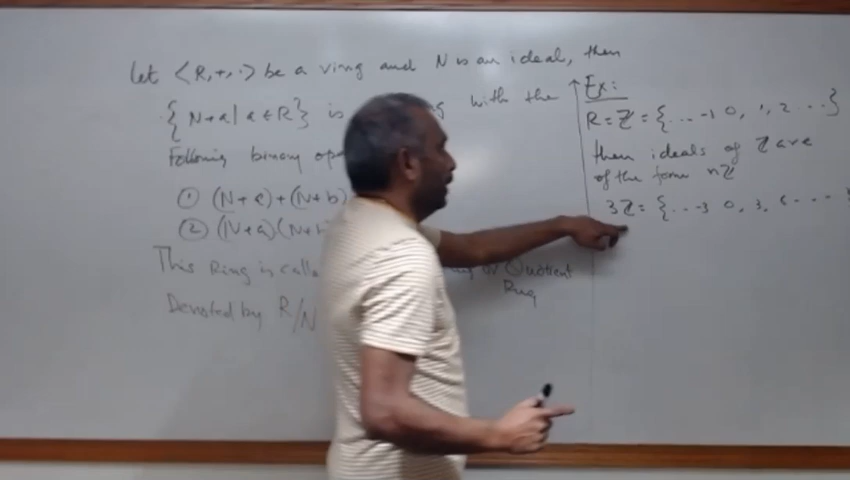 Let <R,+,·> be a ring and N is an ideal, then
{N+a | a ∈ R} is with the
Following binary
① (N+a)+(N+b)
② (N+a)(N+
This Ring is or Quotient
Ring
Denoted by R/N
Ex:
R=ℤ={...-1 0, 1, 2 ...}
then ideals of ℤ are
of the form nℤ
3ℤ={...-3 0, 3, 6 ...